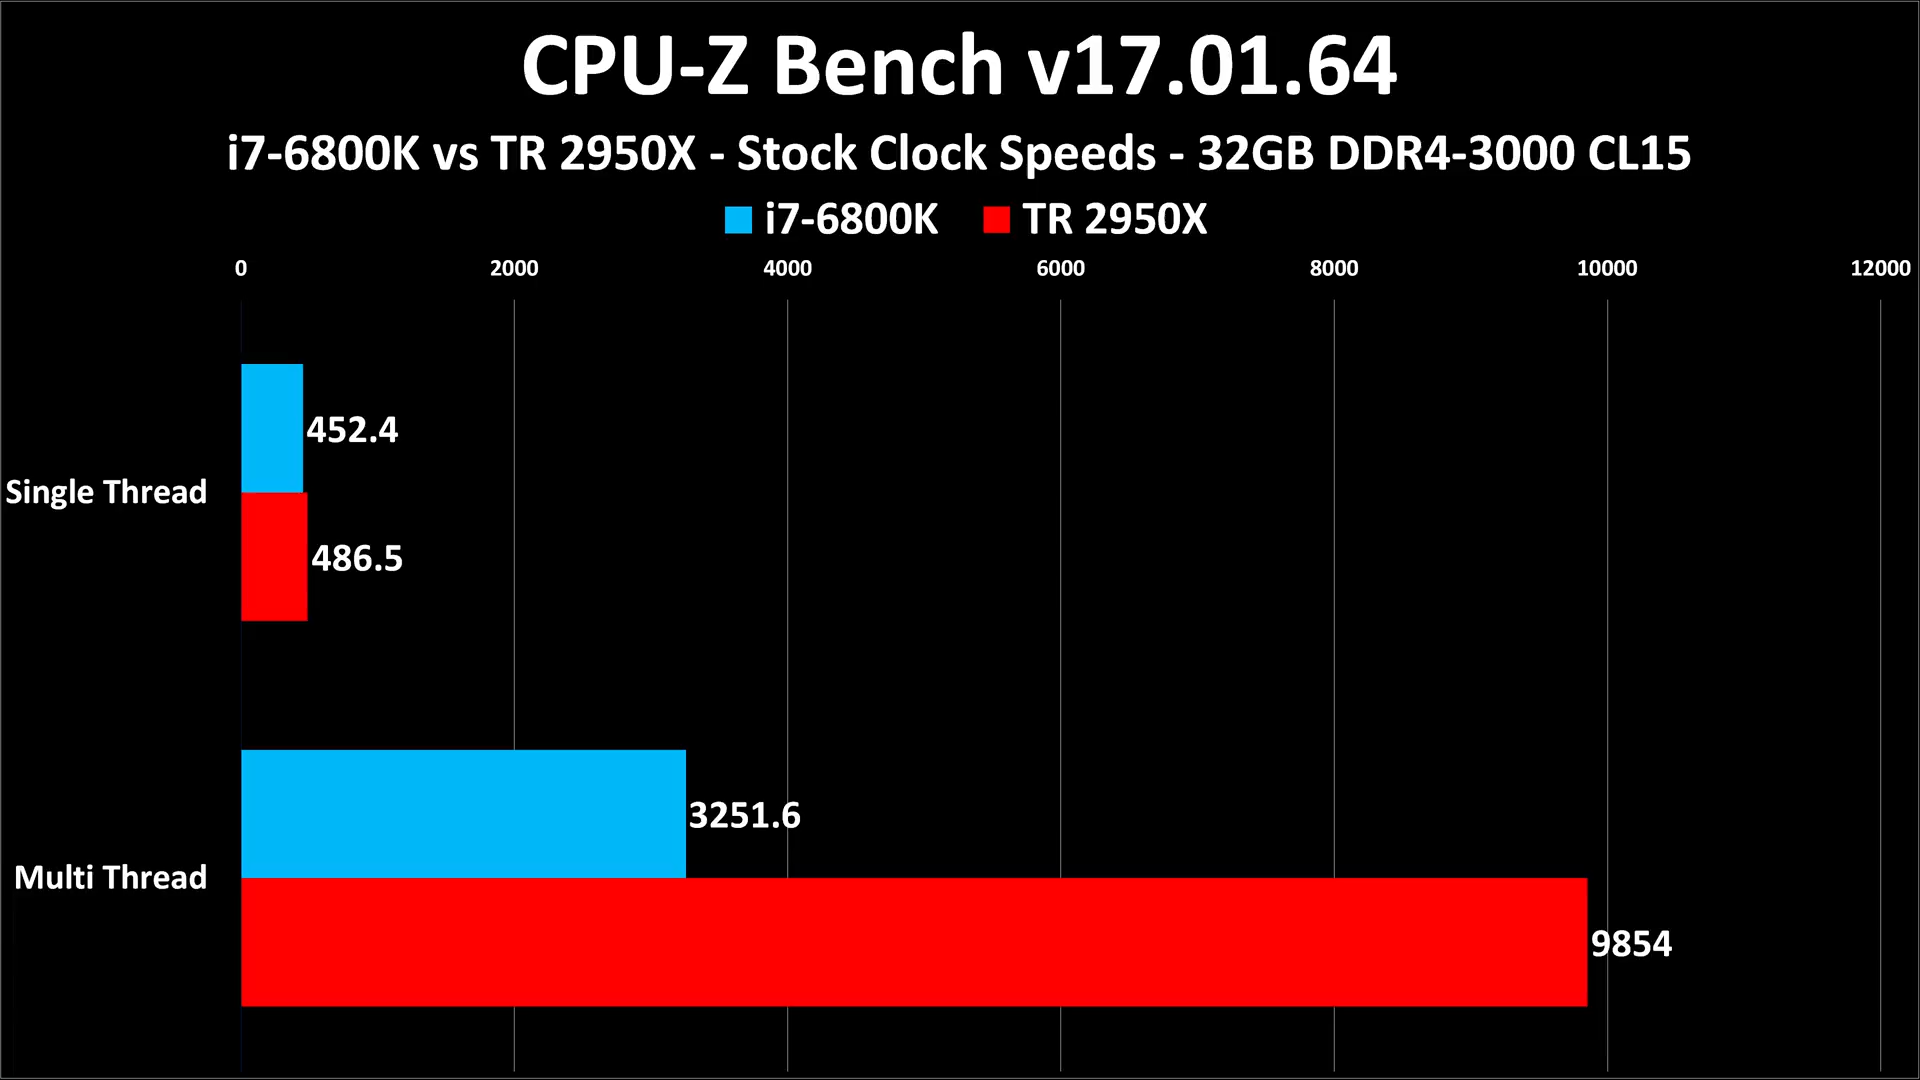 CPU-Z Bench v17.01.64
i7-6800K vs TR 2950X - Stock Clock Speeds - 32GB DDR4-3000 CL15
i7-6800K TR 2950X
0 2000 4000 6000 8000 10000 12000
452.4
Single Thread
486.5
3251.6
Multi Thread
9854